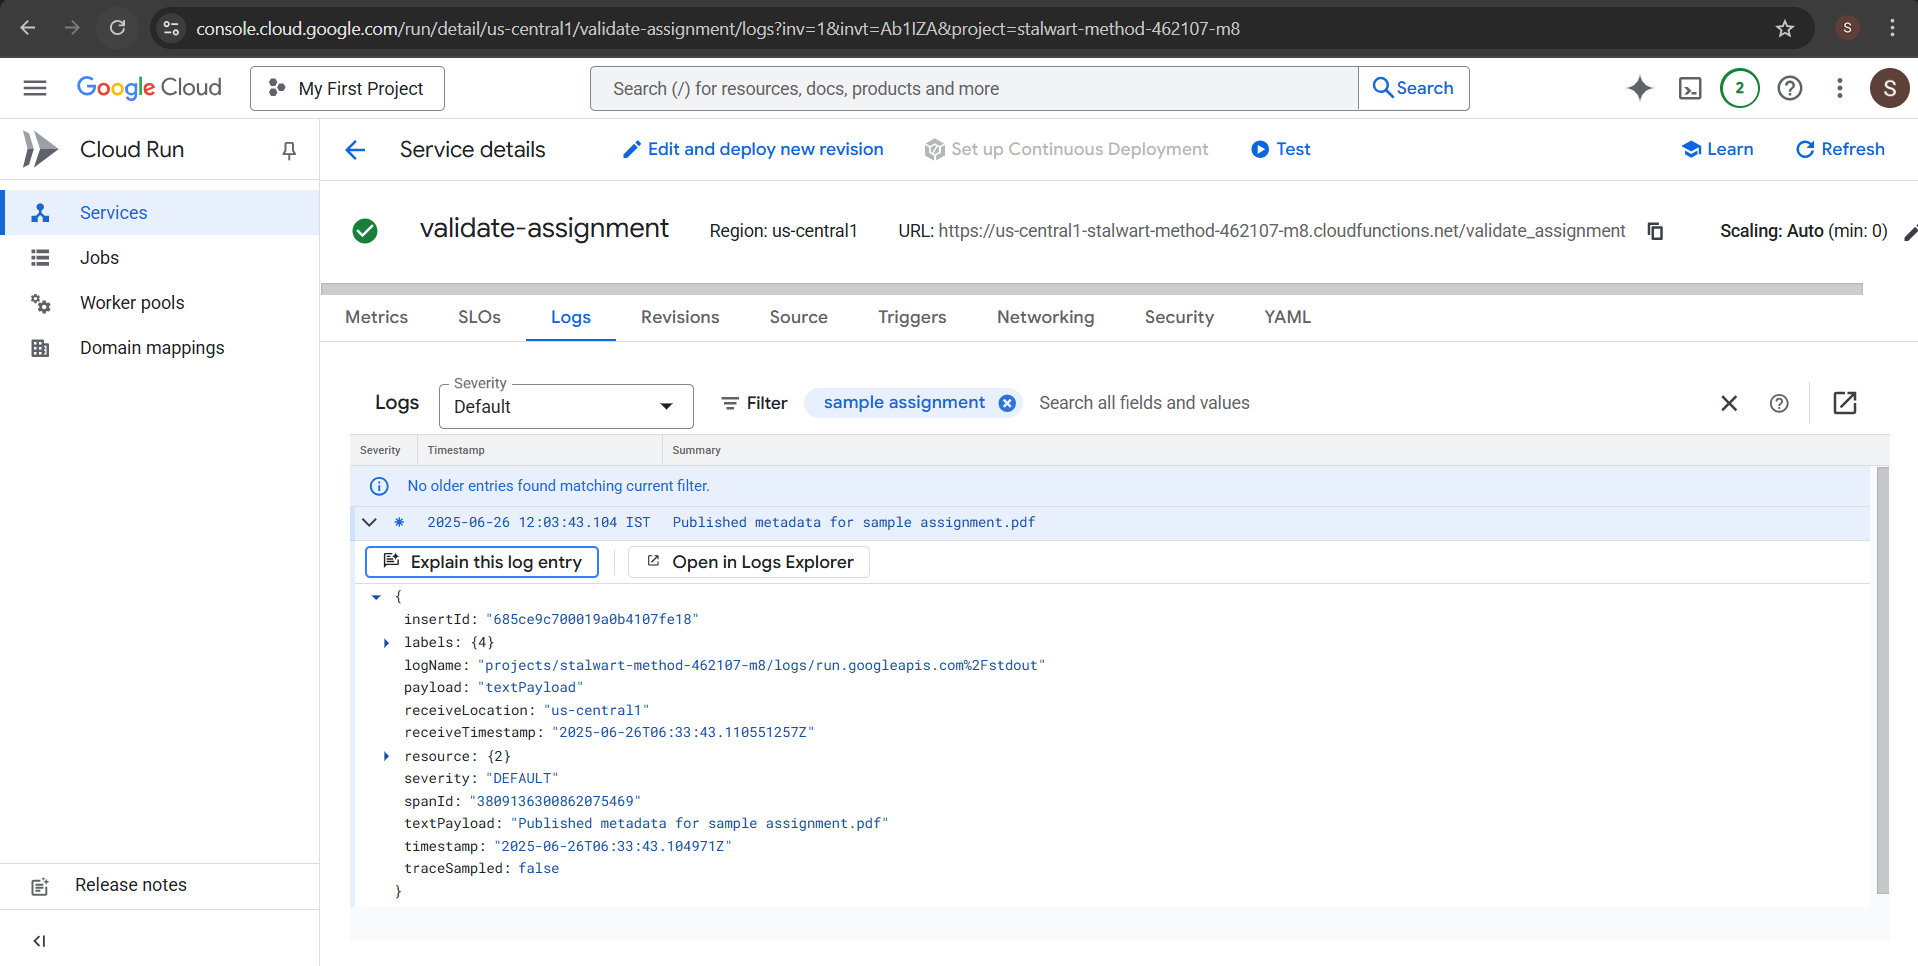 console.cloud.google.com/run/detail/us-central1/validate-assignment/logs?inv=1&invt=Ab1lZA&project=stalwart-method-462107-m8
S
Google Cloud
My First Project
Search (/) for resources, docs, products and more
Search
2
S
Cloud Run
Service details
Edit and deploy new revision
Set up Continuous Deployment
Test
Learn
Refresh
Services
Jobs
Worker pools
Domain mappings
validate-assignment
Region: us-central1
URL: https://us-central1-stalwart-method-462107-m8.cloudfunctions.net/validate_assignment
Scaling: Auto (min: 0)
Metrics
SLOs
Logs
Revisions
Source
Triggers
Networking
Security
YAML
Logs
Severity
Default
Filter
sample assignment
Search all fields and values
Severity
Timestamp
Summary
No older entries found matching current filter.
2025-06-26 12:03:43.104 IST
Published metadata for sample assignment.pdf
Explain this log entry
Open in Logs Explorer
{
insertId: "685ce9c700019a0b4107fe18"
labels: {4}
logName: "projects/stalwart-method-462107-m8/logs/run.googleapis.com%2Fstdout"
payload: "textPayload"
receiveLocation: "us-central1"
receiveTimestamp: "2025-06-26T06:33:43.110551257Z"
resource: {2}
severity: "DEFAULT"
spanId: "3809136300862075469"
textPayload: "Published metadata for sample assignment.pdf"
timestamp: "2025-06-26T06:33:43.104971Z"
traceSampled: false
}
Release notes